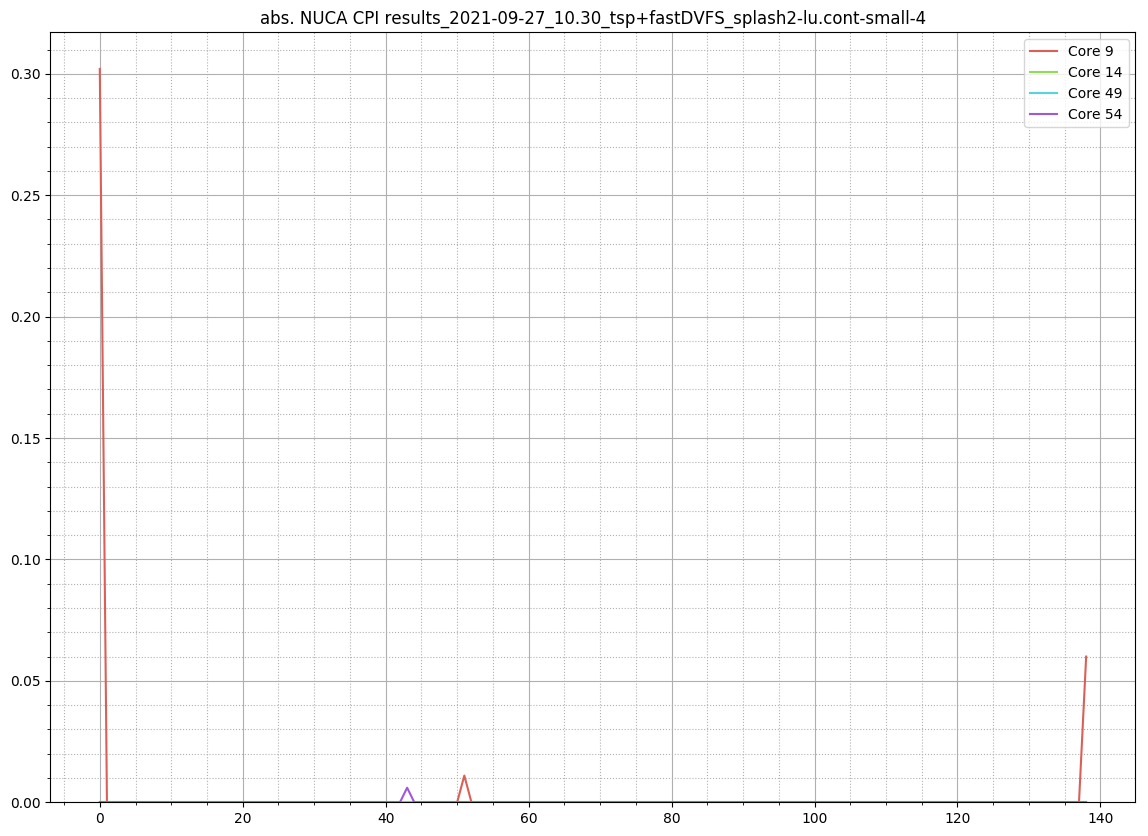 abs. NUCA CPI results_2021-09-27_10.30_tsp+fastDVFS_splash2-lu.cont-small-4
Core 9
Core 14
Core 49
Core 54
0.30
0.25
0.20
0.15
0.10
0.05
0.00
0 20 40 60 80 100 120 140